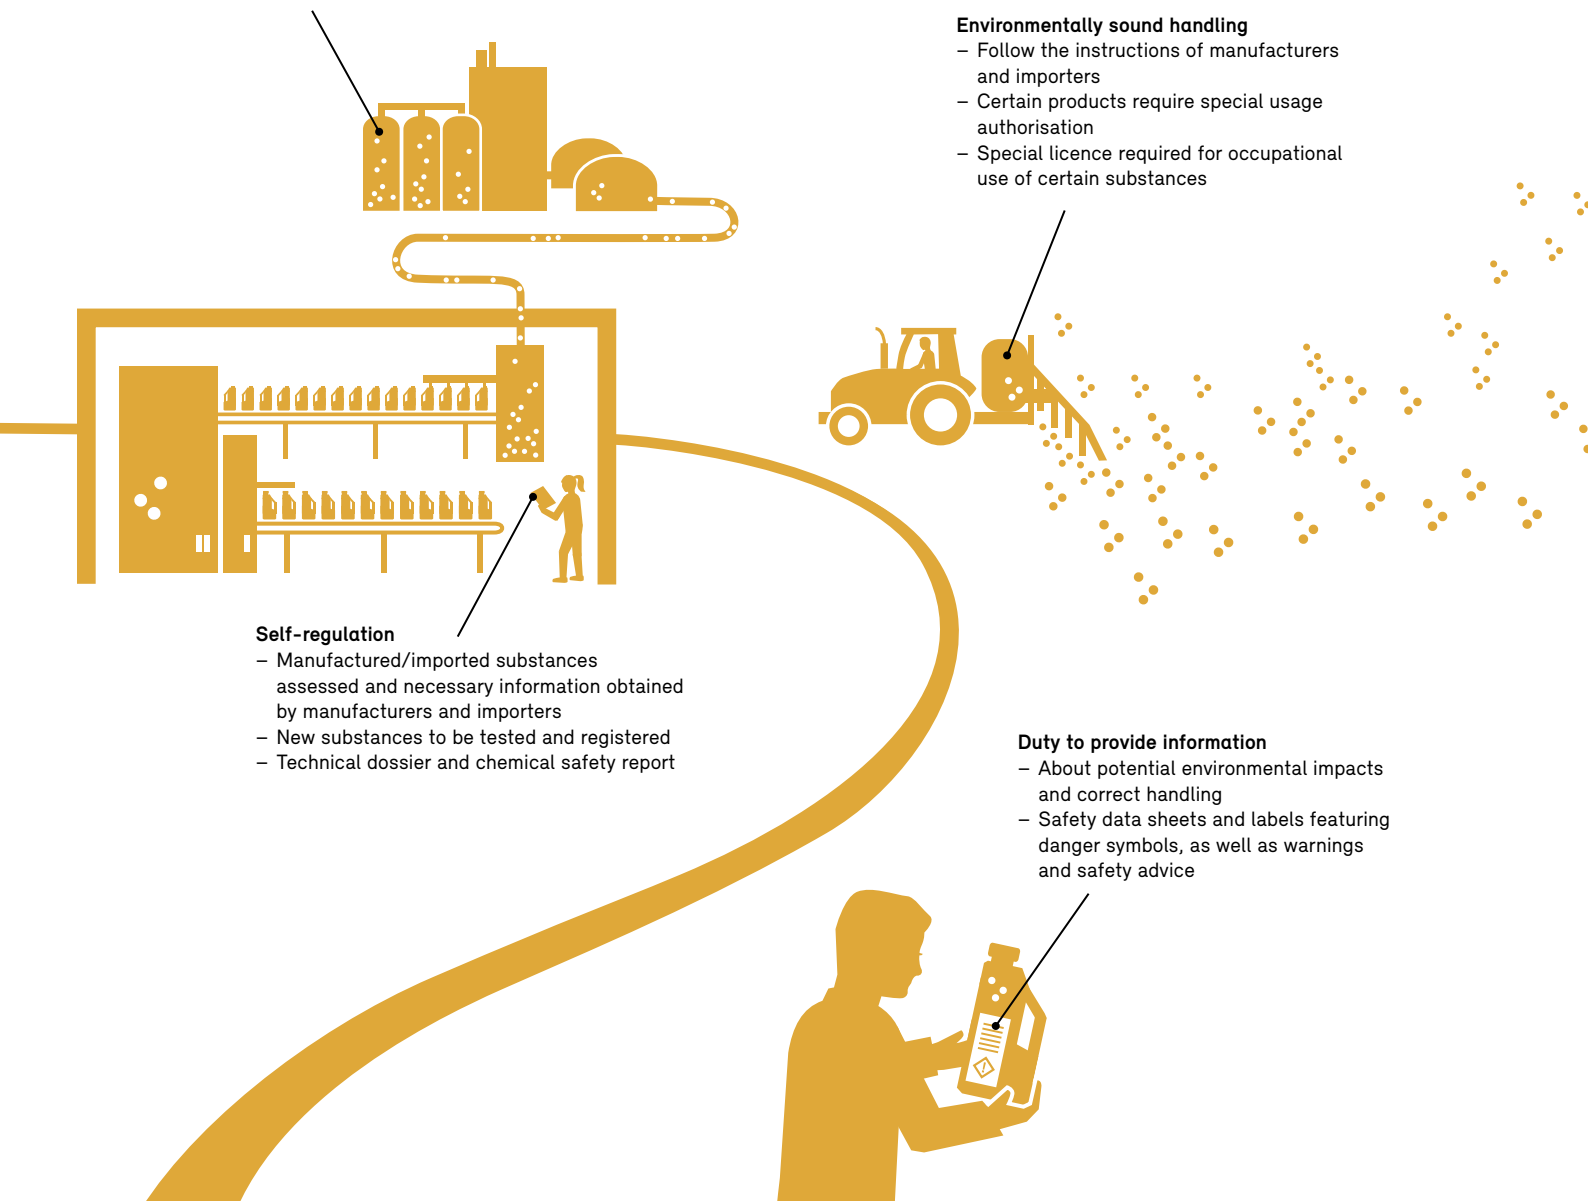 Environmentally sound handling
– Follow the instructions of manufacturers
and importers
– Certain products require special usage
authorisation
– Special licence required for occupational
use of certain substances
Self-regulation
– Manufactured/imported substances
assessed and necessary information obtained
by manufacturers and importers
– New substances to be tested and registered
– Technical dossier and chemical safety report
Duty to provide information
– About potential environmental impacts
and correct handling
– Safety data sheets and labels featuring
danger symbols, as well as warnings
and safety advice
!